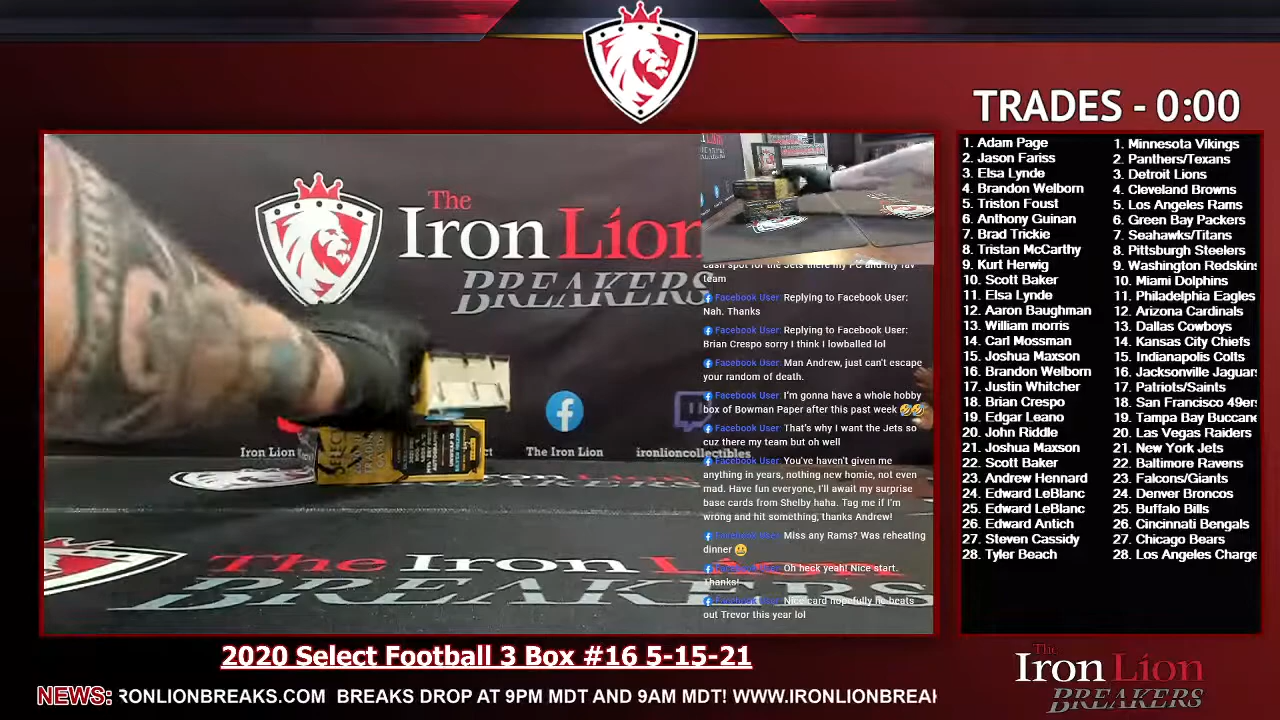 TRADES - 0:00
1. Adam Page
2. Jason Fariss
3. Elsa Lynde
4. Brandon Welborn
5. Triston Foust
6. Anthony Guinan
7. Brad Trickie
8. Tristan McCarthy
9. Kurt Herwig
10. Scott Baker
11. Elsa Lynde
12. Aaron Baughman
13. William morris
14. Carl Mossman
15. Joshua Maxson
16. Brandon Welborn
17. Justin Whitcher
18. Brian Crespo
19. Edgar Leano
20. John Riddle
21. Joshua Maxson
22. Scott Baker
23. Andrew Hennard
24. Edward LeBlanc
25. Edward LeBlanc
26. Edward Antich
27. Steven Cassidy
28. Tyler Beach
1. Minnesota Vikings
2. Panthers/Texans
3. Detroit Lions
4. Cleveland Browns
5. Los Angeles Rams
6. Green Bay Packers
7. Seahawks/Titans
8. Pittsburgh Steelers
9. Washington Redskins
10. Miami Dolphins
11. Philadelphia Eagles
12. Arizona Cardinals
13. Dallas Cowboys
14. Kansas City Chiefs
15. Indianapolis Colts
16. Jacksonville Jaguars
17. Patriots/Saints
18. San Francisco 49ers
19. Tampa Bay Buccane
20. Las Vegas Raiders
21. New York Jets
22. Baltimore Ravens
23. Falcons/Giants
24. Denver Broncos
25. Buffalo Bills
26. Cincinnati Bengals
27. Chicago Bears
28. Los Angeles Charge
The
Iron Lion
BREAKERS
cash spot for the Jets there my PC and my fav
team
Facebook User: Replying to Facebook User:
Nah. Thanks
Facebook User: Replying to Facebook User:
Brian Crespo sorry I think I lowballed lol
Facebook User: Man Andrew, just can't escape
your random of death.
Facebook User: I'm gonna have a whole hobby
box of Bowman Paper after this past week 🤣🤣
Facebook User: That's why I want the Jets so
cuz there my team but oh well
Facebook User: You've haven't given me
anything in years, nothing new homie, not even
mad. Have fun everyone, I'll await my surprise
base cards from Shelby haha. Tag me if I'm
wrong and hit something, thanks Andrew!
Facebook User: Miss any Rams? Was reheating
dinner 😃
Facebook User: Oh heck yeah! Nice start.
Thanks!
Facebook User: Nice card hopefully he beats
out Trevor this year lol
Iron Lion
The Iron Lion
ironlioncollectibles
The Iron Lion
BREAKERS
2020 Select Football 3 Box #16 5-15-21
NEWS: RONLIONBREAKS.COM BREAKS DROP AT 9PM MDT AND 9AM MDT! WWW.IRONLIONBREA
The
Iron Lion
BREAKERS